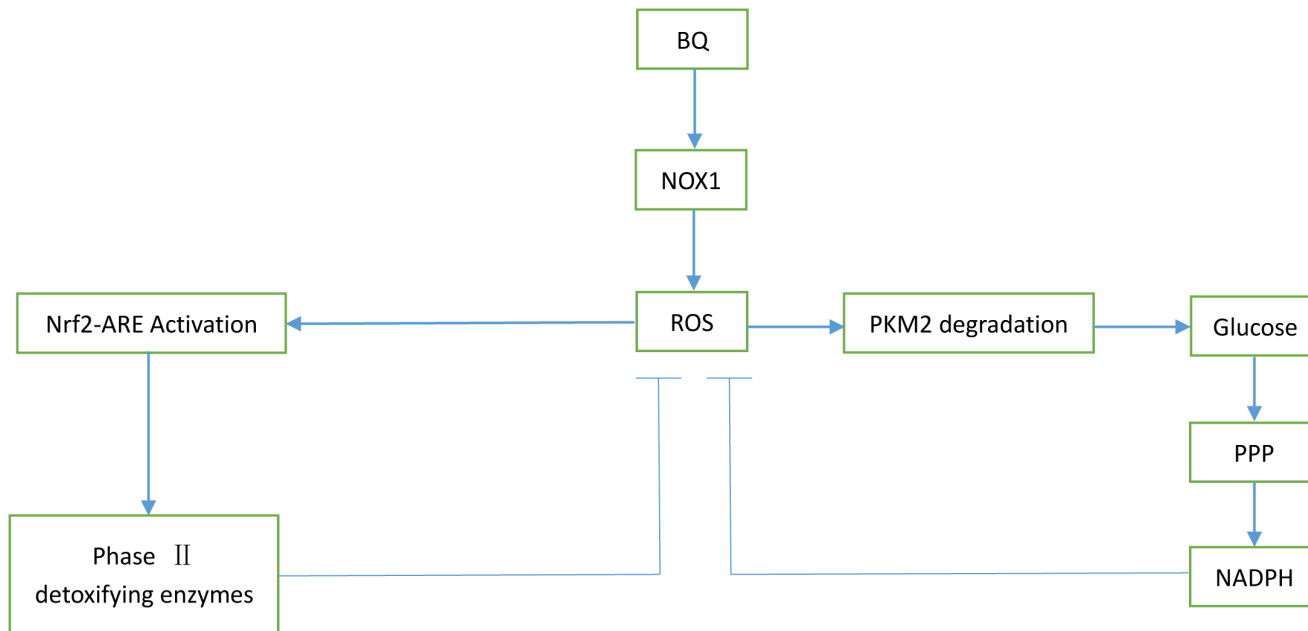 BQ
NOX1
Nrf2-ARE Activation
ROS
PKM2 degradation
Glucose
PPP
Phase Ⅱ
detoxifying enzymes
NADPH